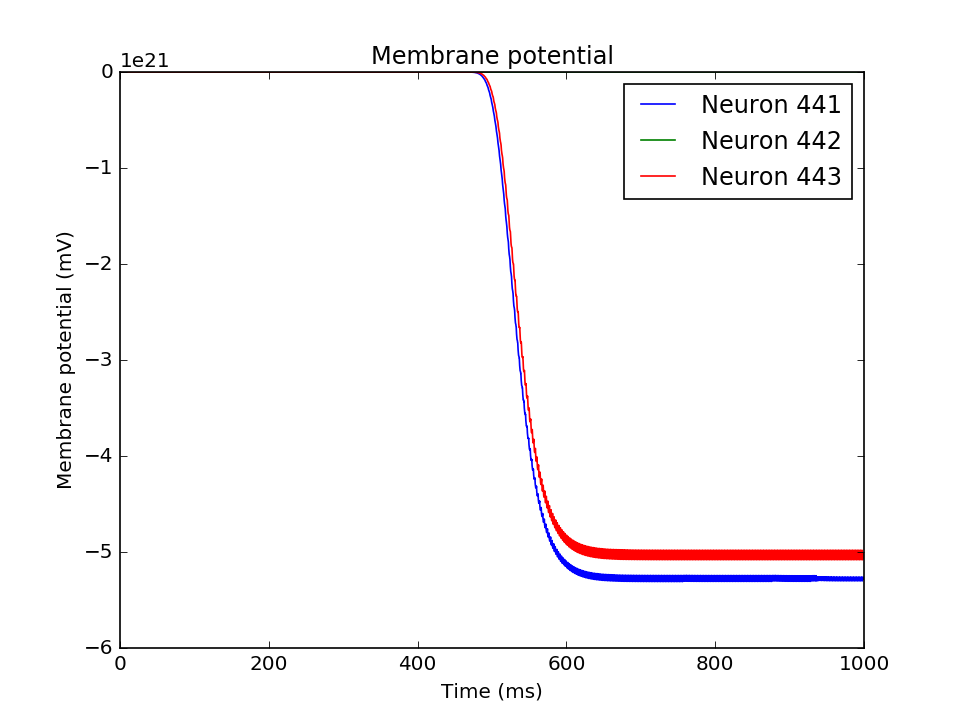 Membrane potential
1e21
0
−1
−2
−3
−4
−5
−6
Membrane potential (mV)
Neuron 441
Neuron 442
Neuron 443
0 200 400 600 800 1000
Time (ms)